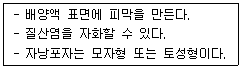 - 배양액 표면에 피막을 만든다.
- 질산염을 자화할 수 있다.
- 자낭포자는 모자형 또는 토성형이다.